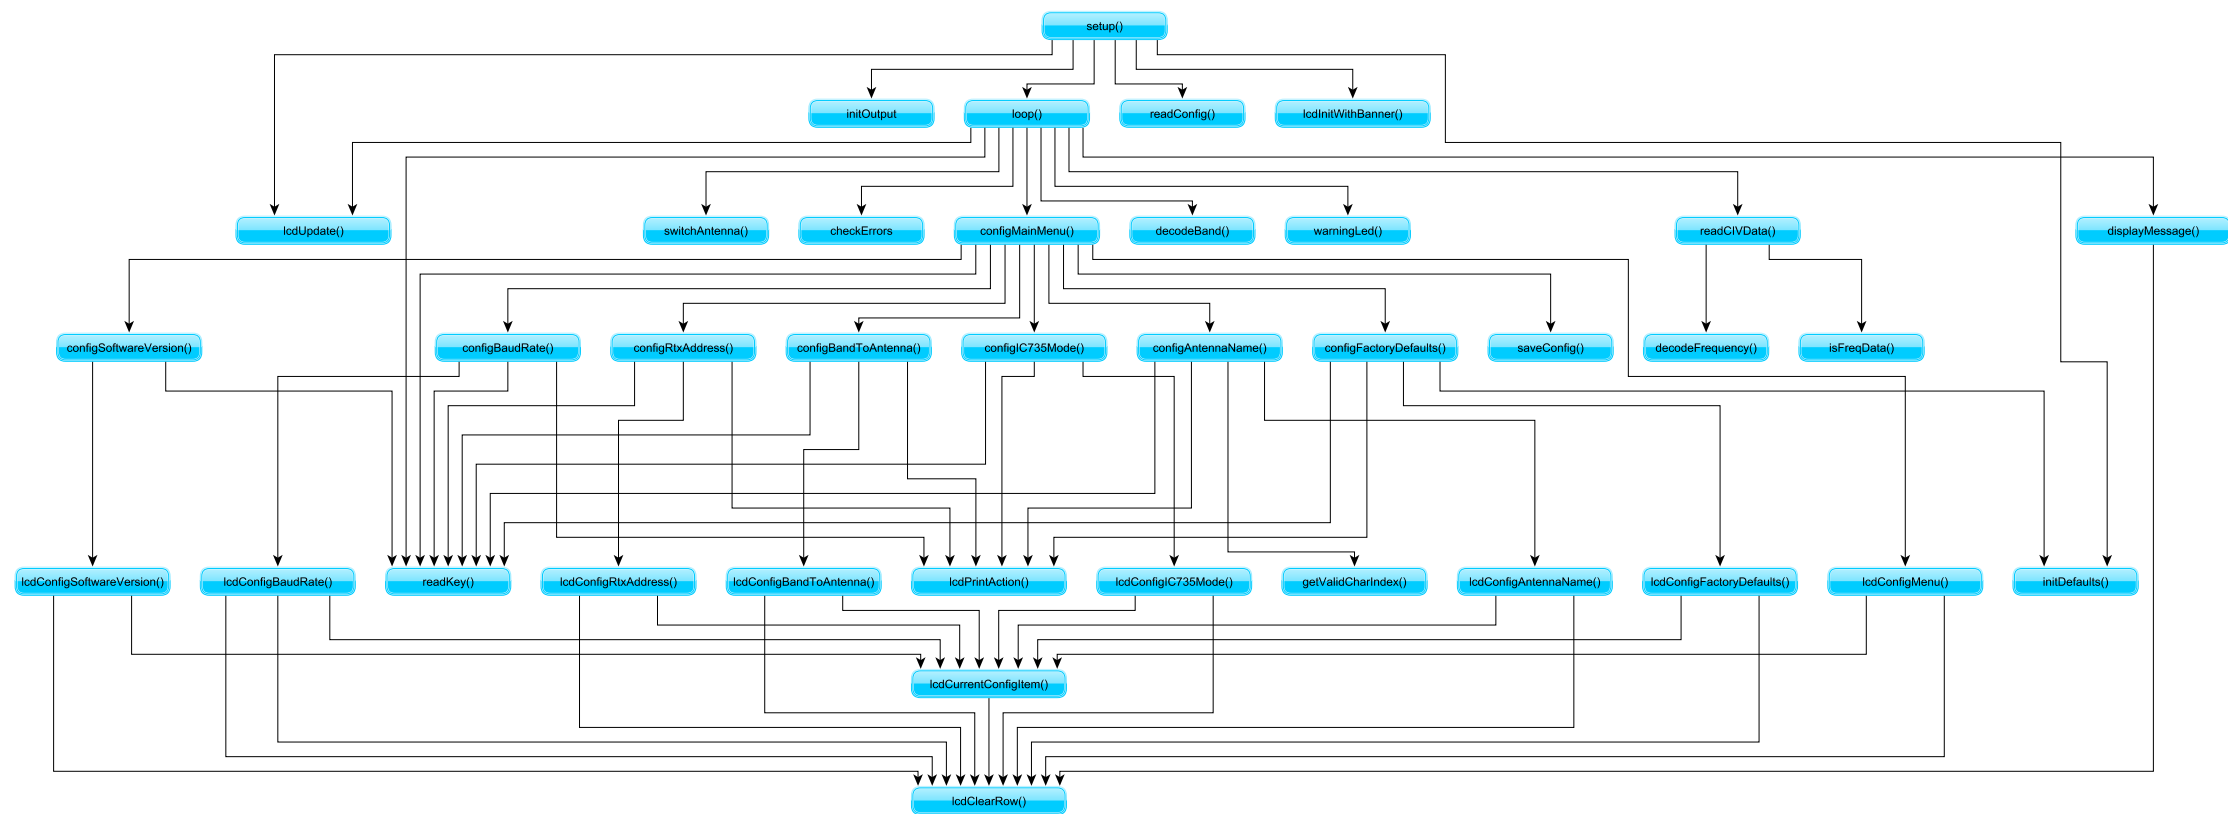 setup()
initOutput
loop()
readConfig()
lcdInitWithBanner()
lcdUpdate()
switchAntenna()
checkErrors
configMainMenu()
decodeBand()
warningLed()
readCIVData()
displayMessage()
configSoftwareVersion()
configBaudRate()
configRtxAddress()
configBandToAntenna()
configIC735Mode()
configAntennaName()
configFactoryDefaults()
saveConfig()
decodeFrequency()
isFreqData()
lcdConfigSoftwareVersion()
lcdConfigBaudRate()
readKey()
lcdConfigRtxAddress()
lcdConfigBandToAntenna()
lcdPrintAction()
lcdConfigIC735Mode()
getValidCharIndex()
lcdConfigAntennaName()
lcdConfigFactoryDefaults()
lcdConfigMenu()
initDefaults()
lcdCurrentConfigItem()
lcdClearRow()